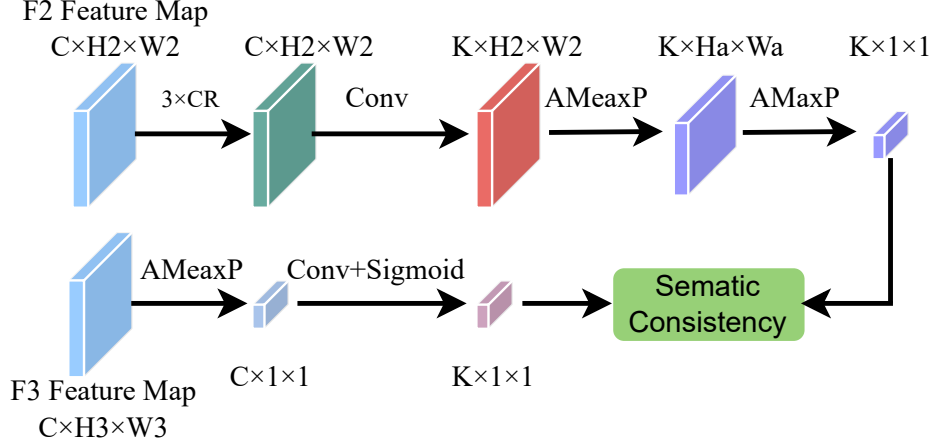 F2 Feature Map
C×H2×W2
C×H2×W2
K×H2×W2
K×Ha×Wa
K×1×1
3×CR
Conv
AMeaxP
AMaxP
AMeaxP
Conv+Sigmoid
Sematic
Consistency
C×1×1
K×1×1
F3 Feature Map
C×H3×W3